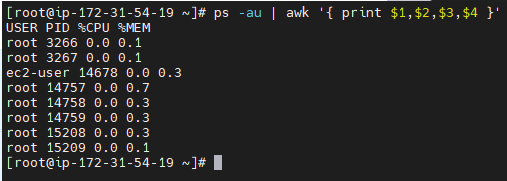 [root@ip-172-31-54-19 ~]# ps -au | awk '{ print $1,$2,$3,$4 }'
USER PID %CPU %MEM
root 3266 0.0 0.1
root 3267 0.0 0.1
ec2-user 14678 0.0 0.3
root 14757 0.0 0.7
root 14758 0.0 0.3
root 14759 0.0 0.3
root 15208 0.0 0.3
root 15209 0.0 0.1
[root@ip-172-31-54-19 ~]#